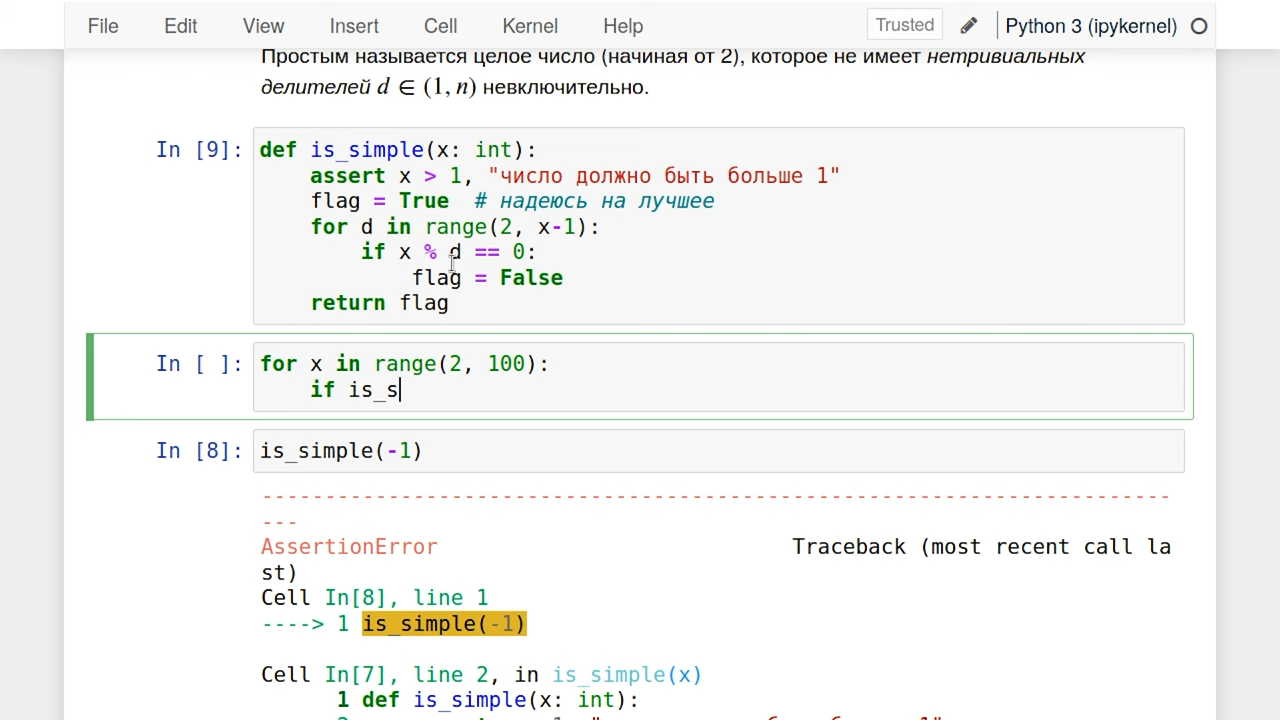 File Edit View Insert Cell Kernel Help Trusted Python 3 (ipykernel)
Простым называется целое число (начиная от 2), которое не имеет нетривиальных
делителей d ∈ (1, n) невключительно.
In [9]: def is_simple(x: int):
assert x > 1, "число должно быть больше 1"
flag = True # надеюсь на лучшее
for d in range(2, x-1):
if x % d == 0:
flag = False
return flag
In [ ]: for x in range(2, 100):
if is_s
In [8]: is_simple(-1)
---------------------------------------------------------------------------
---
AssertionError Traceback (most recent call la
st)
Cell In[8], line 1
----> 1 is_simple(-1)
Cell In[7], line 2, in is_simple(x)
1 def is_simple(x: int):